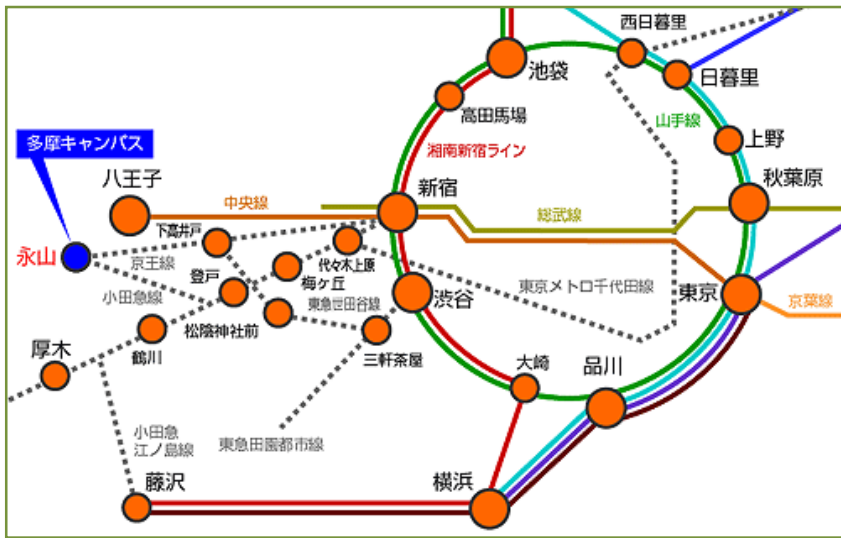 西日暮里
池袋
日暮里
高田馬場
山手線
上野
多摩キャンパス
湘南新宿ライン
秋葉原
八王子
新宿
中央線
総武線
下高井戸
永山
京王線
代々木上原
登戸
梅ヶ丘
東京メトロ千代田線
東京
小田急線
東急世田谷線
渋谷
京葉線
松陰神社前
厚木
鶴川
三軒茶屋
大崎
品川
小田急
江ノ島線
東急田園都市線
藤沢
横浜